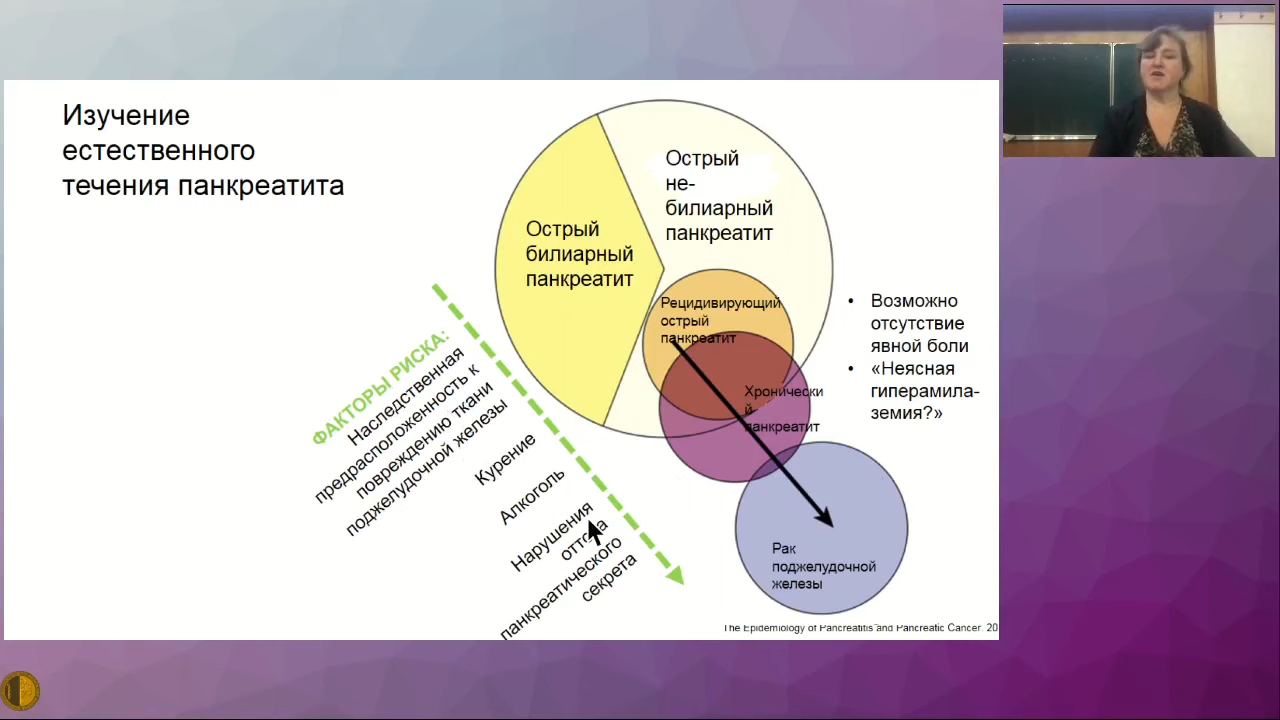 Изучение
естественного
течения панкреатита
Острый
не-
билиарный
панкреатит
Острый
билиарный
панкреатит
Рецидивирующий
острый
панкреатит
Хронически
й
панкреатит
Рак
поджелудочной
железы
• Возможно
отсутствие
явной боли
• «Неясная
гиперамила-
земия?»
ФАКТОРЫ РИСКА:
Наследственная
предрасположенность к
повреждению ткани
поджелудочной железы
Курение
Алкоголь
Нарушения
оттока
панкреатического
секрета
The Epidemiology of Pancreatitis and Pancreatic Cancer. 20